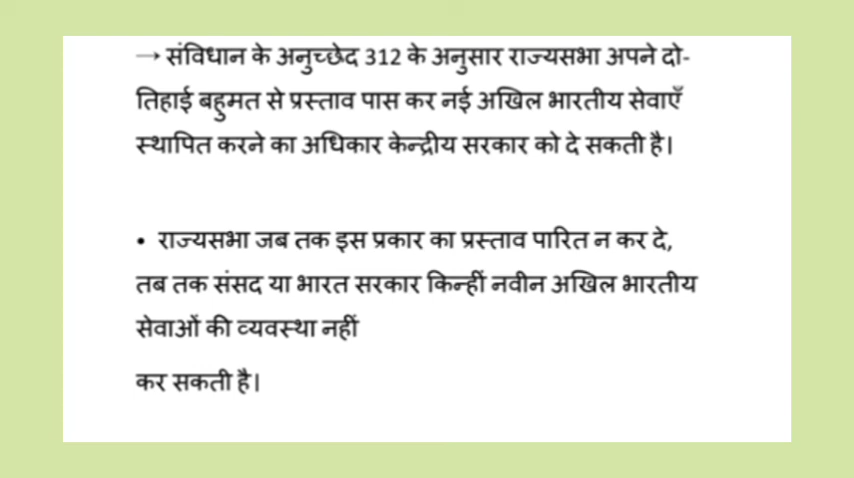 → संविधान के अनुच्छेद 312 के अनुसार राज्यसभा अपने दो-
तिहाई बहुमत से प्रस्ताव पास कर नई अखिल भारतीय सेवाएँ
स्थापित करने का अधिकार केन्द्रीय सरकार को दे सकती है।
• राज्यसभा जब तक इस प्रकार का प्रस्ताव पारित न कर दे,
तब तक संसद या भारत सरकार किन्हीं नवीन अखिल भारतीय
सेवाओं की व्यवस्था नहीं
कर सकती है।